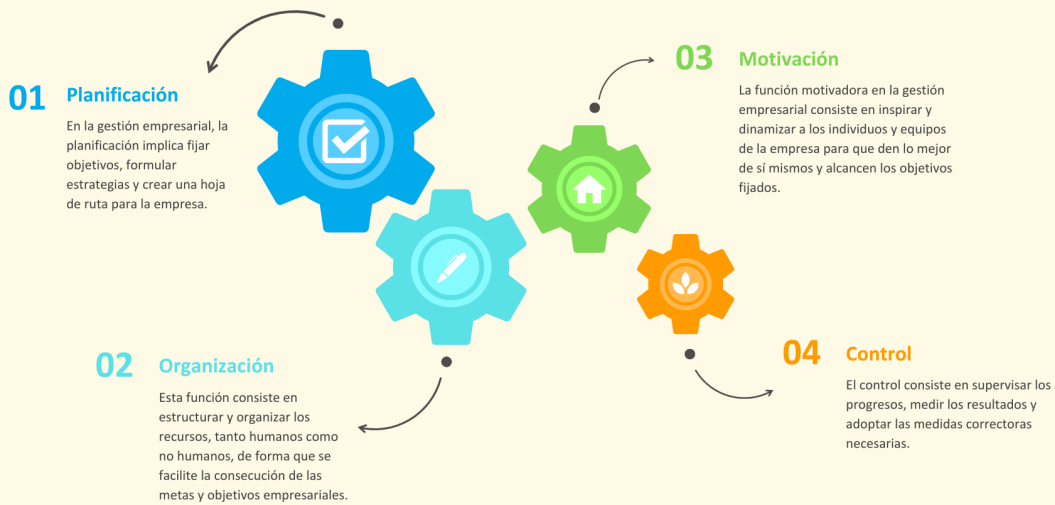 01
Planificación
En la gestión empresarial, la
planificación implica fijar
objetivos, formular
estrategias y crear una hoja
de ruta para la empresa.
02
Organización
Esta función consiste en
estructurar y organizar los
recursos, tanto humanos como
no humanos, de forma que se
facilite la consecución de las
metas y objetivos empresariales.
03
Motivación
La función motivadora en la gestión
empresarial consiste en inspirar y
dinamizar a los individuos y equipos
de la empresa para que den lo mejor
de sí mismos y alcancen los objetivos
fijados.
04
Control
El control consiste en supervisar los
progresos, medir los resultados y
adoptar las medidas correctoras
necesarias.